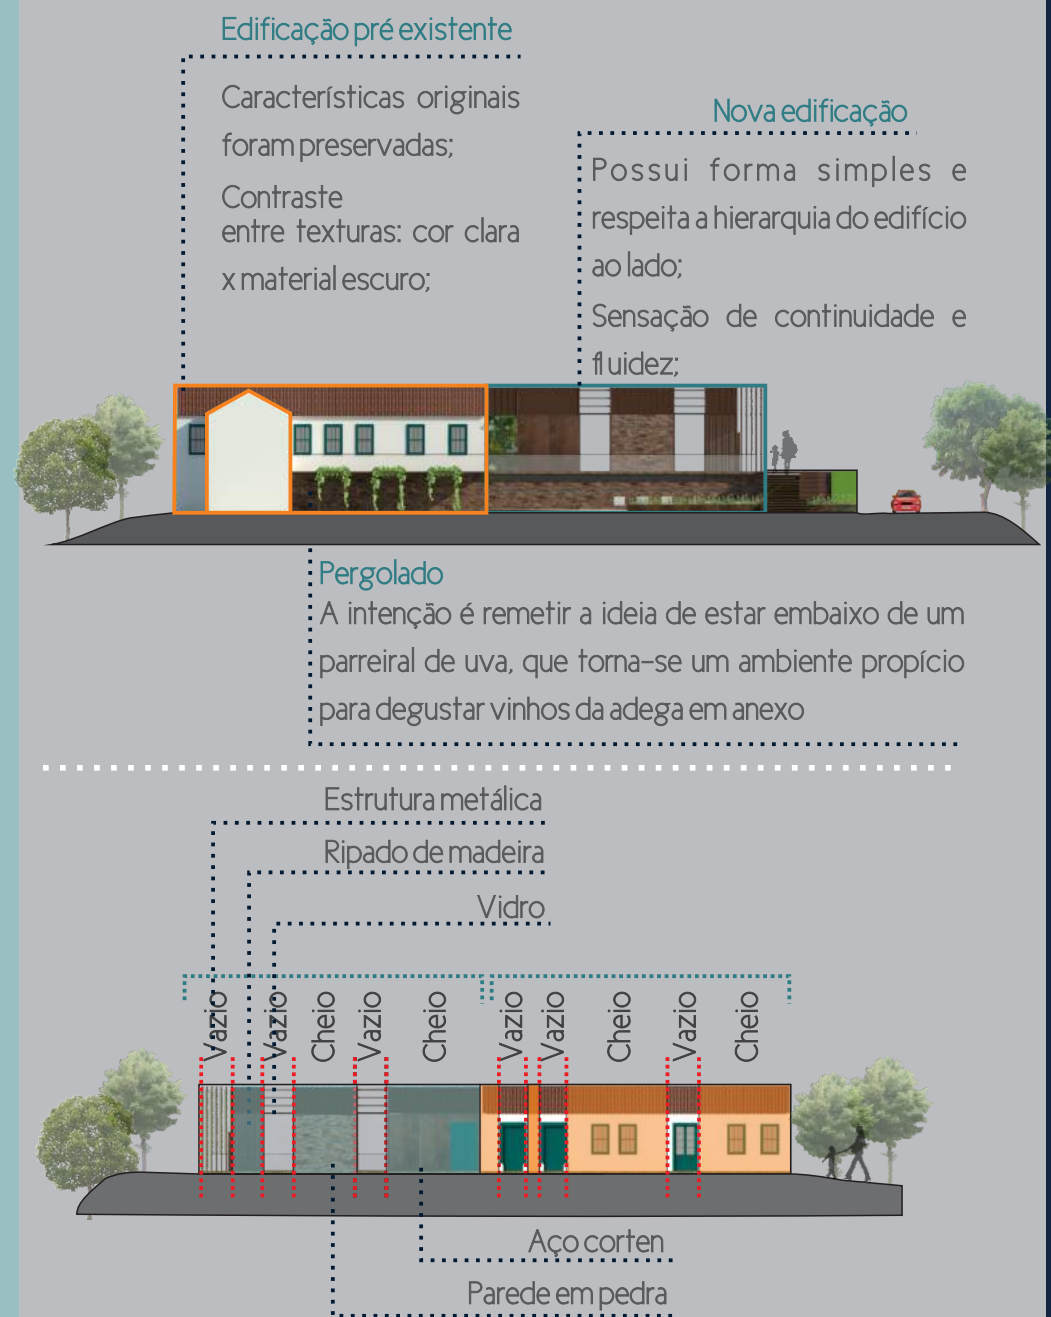 Edificação pré existente
Características originais
foram preservadas;
Contraste
entre texturas: cor clara
x material escuro;
Nova edificação
Possui forma simples e
respeita a hierarquia do edifício
ao lado;
Sensação de continuidade e
fluidez;
Pergolado
A intenção é remetir a ideia de estar embaixo de um
parreiral de uva, que torna-se um ambiente propício
para degustar vinhos da adega em anexo
Estrutura metálica
Ripado de madeira
Vidro
Vazio
Vazio
Cheio
Vazio
Cheio
Vazio
Vazio
Cheio
Vazio
Cheio
Aço corten
Parede em pedra